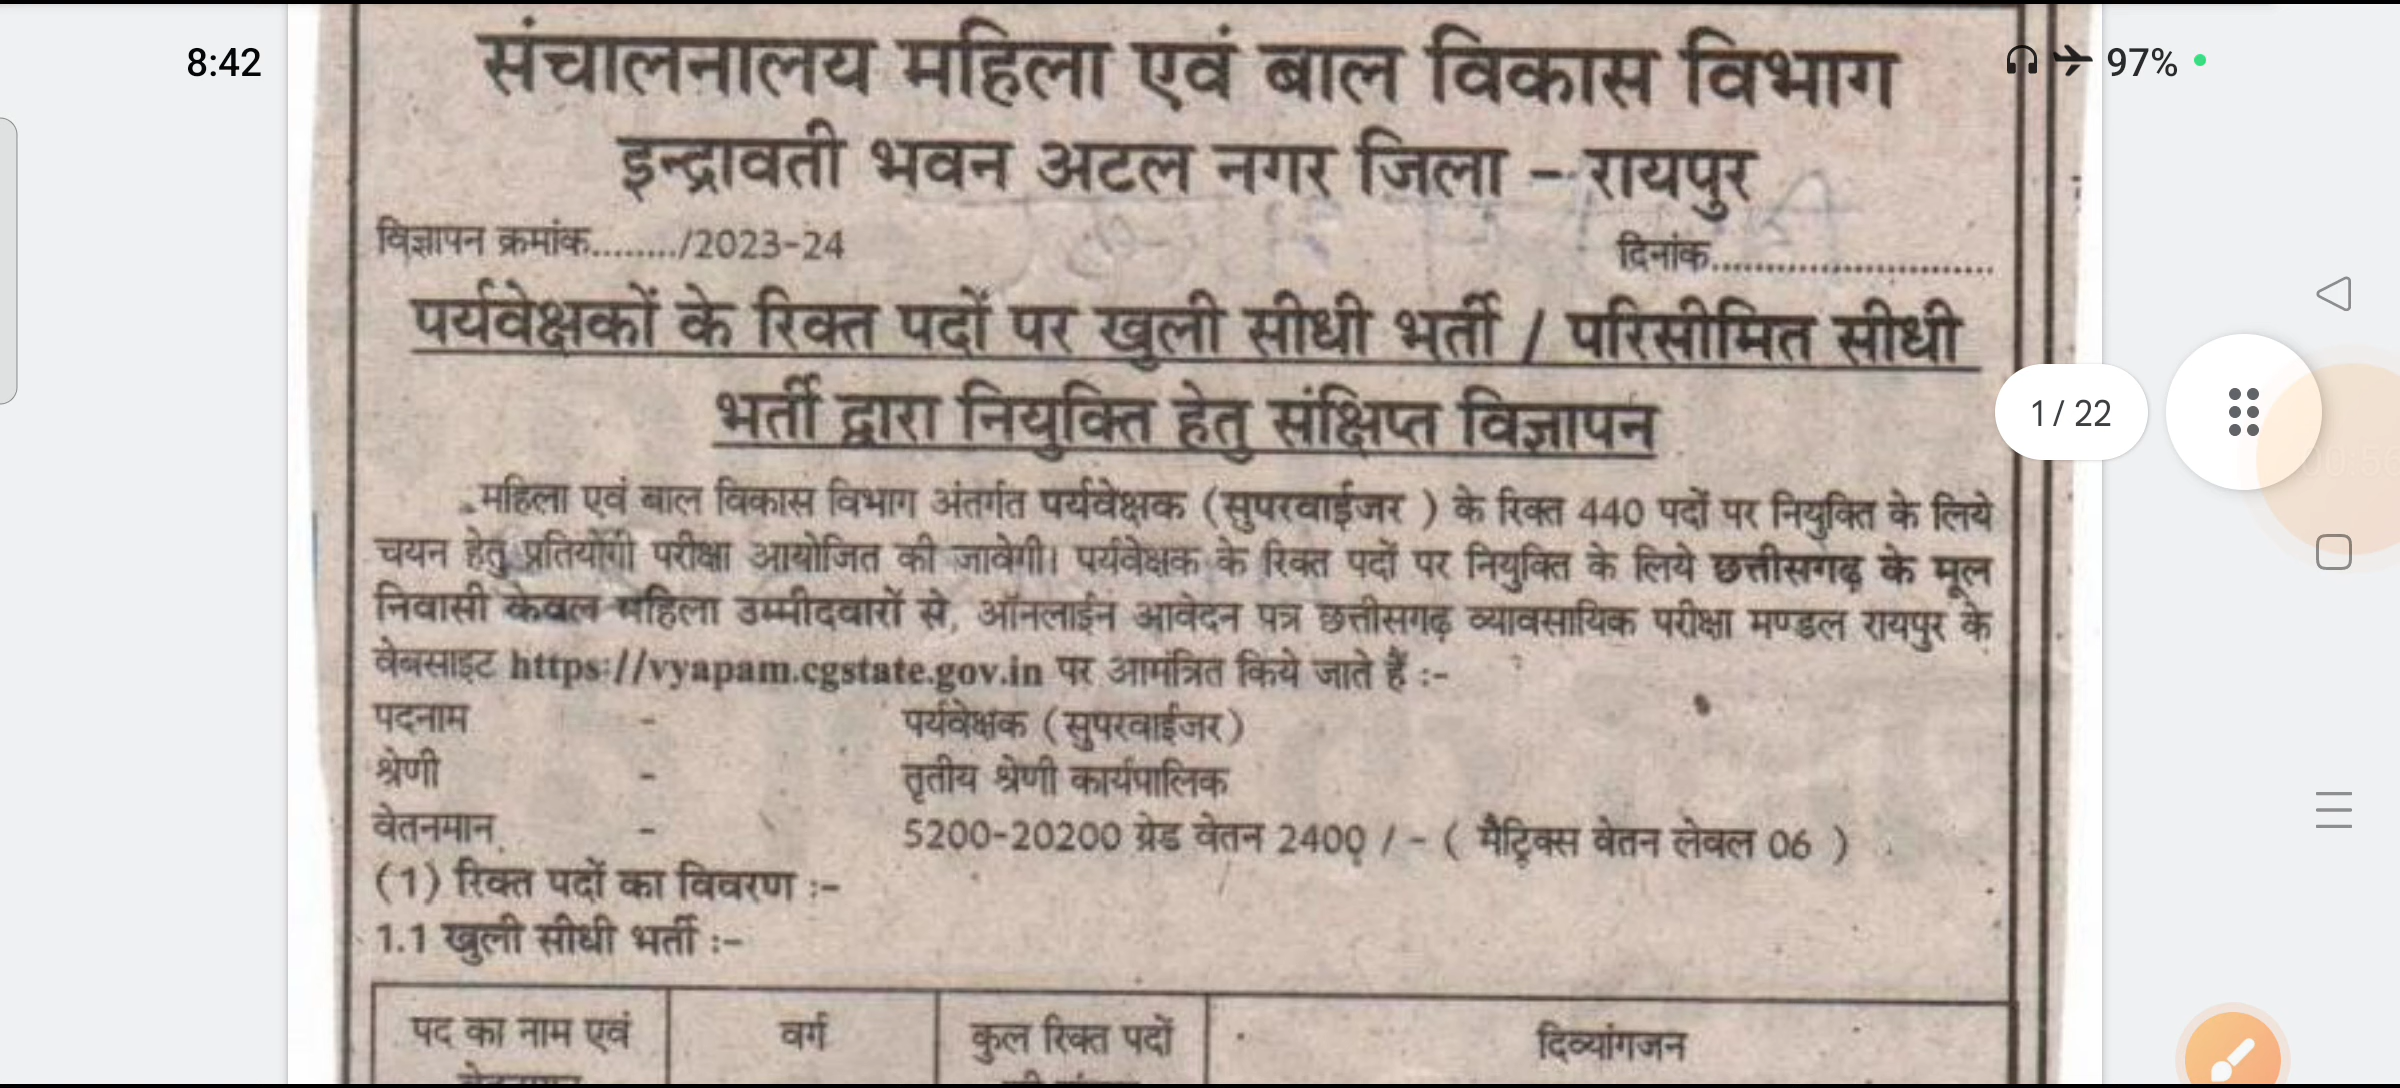 8:42
97%
संचालनालय महिला एवं बाल विकास विभाग
इन्द्रावती भवन अटल नगर जिला – रायपुर
विज्ञापन क्रमांक......../2023-24
दिनांक..........................
पर्यवेक्षकों के रिक्त पदों पर खुली सीधी भर्ती / परिसीमित सीधी
भर्ती द्वारा नियुक्ति हेतु संक्षिप्त विज्ञापन
1 / 22
महिला एवं बाल विकास विभाग अंतर्गत पर्यवेक्षक (सुपरवाईजर ) के रिक्त 440 पदों पर नियुक्ति के लिये
चयन हेतु प्रतियोगी परीक्षा आयोजित की जावेगी। पर्यवेक्षक के रिक्त पदों पर नियुक्ति के लिये छत्तीसगढ़ के मूल
निवासी केवल महिला उम्मीदवारों से, ऑनलाईन आवेदन पत्र छत्तीसगढ़ व्यावसायिक परीक्षा मण्डल रायपुर के
वेबसाइट https://vyapam.cgstate.gov.in पर आमंत्रित किये जाते हैं :-
पदनाम - पर्यवेक्षक (सुपरवाईजर)
श्रेणी - तृतीय श्रेणी कार्यपालिक
वेतनमान - 5200-20200 ग्रेड वेतन 2400 / - ( मैट्रिक्स वेतन लेवल 06 )
(1) रिक्त पदों का विवरण :-
1.1 खुली सीधी भर्ती :-
पद का नाम एवं वर्ग कुल रिक्त पदों दिव्यांगजन